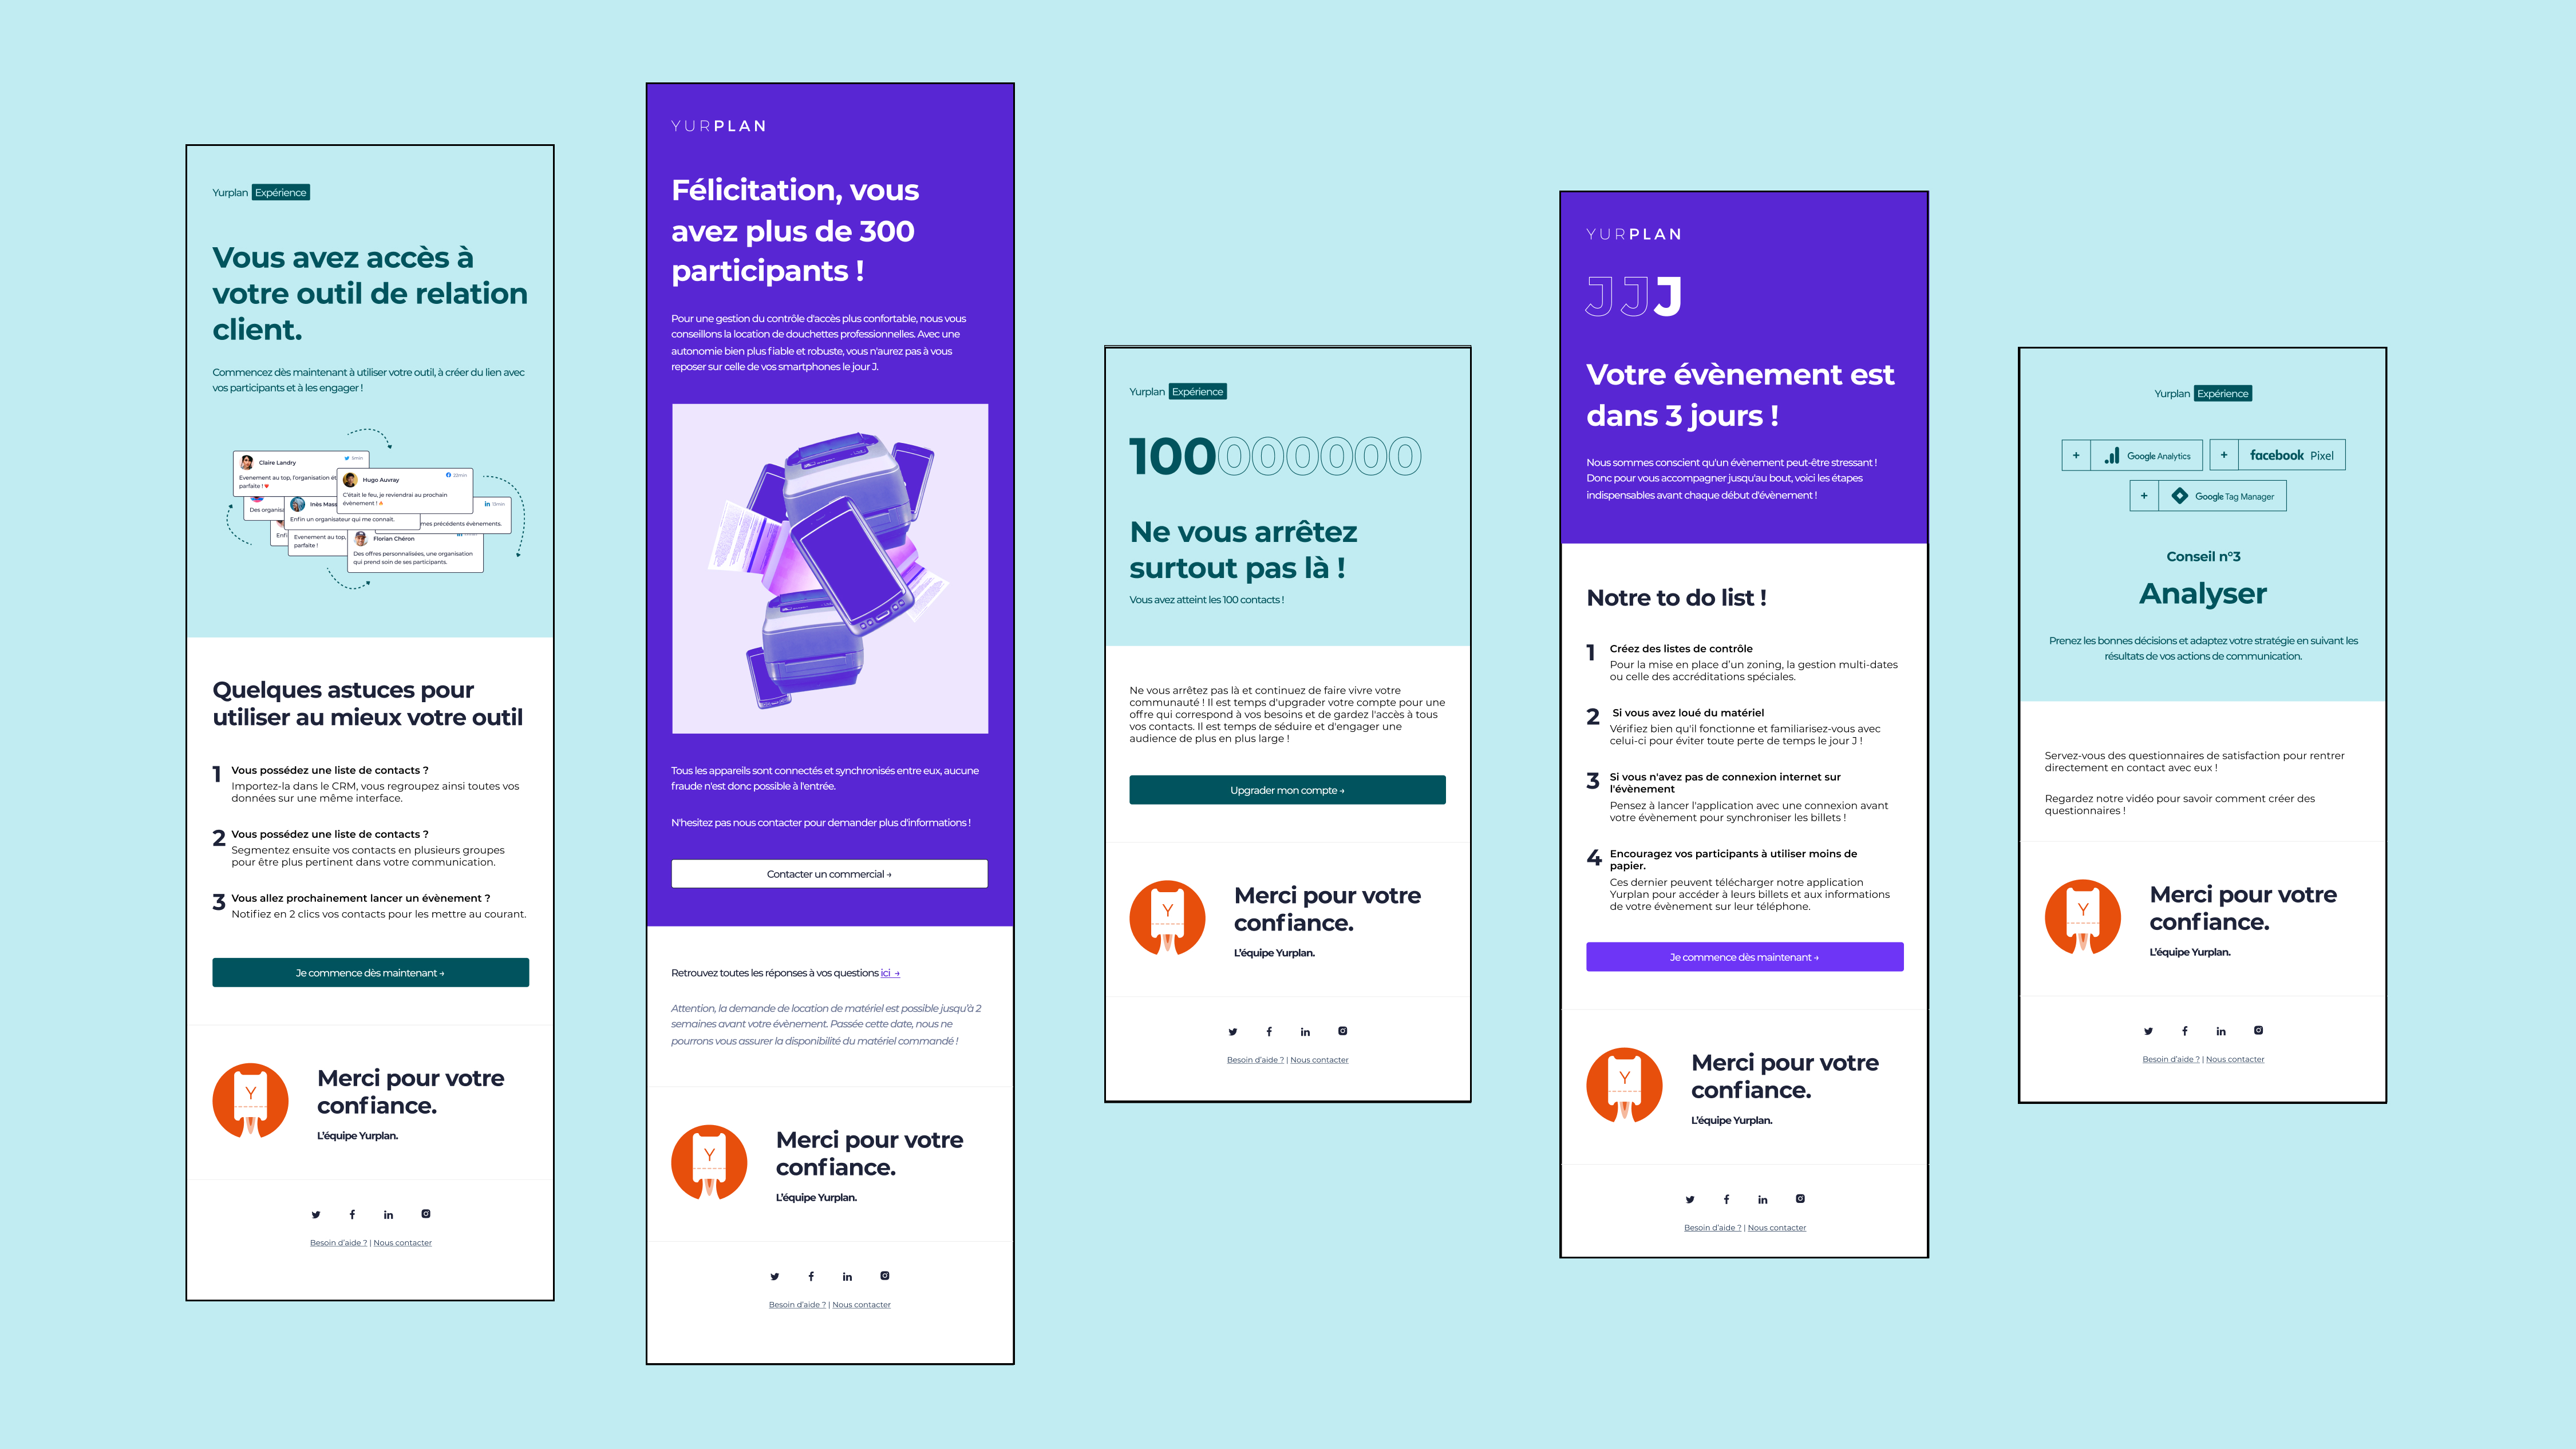 Yurplan Expérience
Vous avez accès à
votre outil de relation
client.
Commencez dès maintenant à utiliser votre outil, à créer du lien avec
vos participants et à les engager !
Claire Landry
3min
Evenement au top, l'organisation ét
parfaite !
Hugo Auvray
32min
C'était le feu, je reviendrai au prochain
évènement !
Des organisa
Inès Mass
Enfin un organisateur qui me connaît.
13min
mes précédents évènements.
Enfi
Evenement au top,
parfaite !
Florian Chéron
Des offres personnalisées, une organisation
qui prend soin de ses participants.
Quelques astuces pour
utiliser au mieux votre outil
1 Vous possédez une liste de contacts ?
Importez-la dans le CRM, vous regroupez ainsi toutes vos
données sur une même interface.
2 Vous possédez une liste de contacts ?
Segmentez ensuite vos contacts en plusieurs groupes
pour être plus pertinent dans votre communication.
3 Vous allez prochainement lancer un évènement ?
Notifiez en 2 clics vos contacts pour les mettre au courant.
Je commence dès maintenant →
Y
Merci pour votre
confiance.
L'équipe Yurplan.
Besoin d'aide ? | Nous contacter
YURPLAN
Félicitation, vous
avez plus de 300
participants !
Pour une gestion du contrôle d'accès plus confortable, nous vous
conseillons la location de douchettes professionnelles. Avec une
autonomie bien plus fiable et robuste, vous n'aurez pas à vous
reposer sur celle de vos smartphones le jour J.
Tous les appareils sont connectés et synchronisés entre eux, aucune
fraude n'est donc possible à l'entrée.
N'hesitez pas nous contacter pour demander plus d'informations !
Contacter un commercial →
Retrouvez toutes les réponses à vos questions ici →
Attention, la demande de location de matériel est possible jusqu'à 2
semaines avant votre évènement. Passée cette date, nous ne
pourrons vous assurer la disponibilité du matériel commandé !
Y
Merci pour votre
confiance.
L'équipe Yurplan.
Besoin d'aide ? | Nous contacter
Yurplan Expérience
100000000
Ne vous arrêtez
surtout pas là !
Vous avez atteint les 100 contacts !
Ne vous arrêtez pas là et continuez de faire vivre votre
communauté ! Il est temps d'upgrader votre compte pour une
offre qui correspond à vos besoins et de gardez l'accès à tous
vos contacts. Il est temps de séduire et d'engager une
audience de plus en plus large !
Upgrader mon compte →
Y
Merci pour votre
confiance.
L'équipe Yurplan.
Besoin d'aide ? | Nous contacter
YURPLAN
JJJ
Votre évènement est
dans 3 jours !
Nous sommes conscient qu'un évènement peut-être stressant !
Donc pour vous accompagner jusqu'au bout, voici les étapes
indispensables avant chaque début d'évènement !
Notre to do list !
1 Créez des listes de contrôle
Pour la mise en place d'un zoning, la gestion multi-dates
ou celle des accréditations spéciales.
2 Si vous avez loué du matériel
Vérifiez bien qu'il fonctionne et familiarisez-vous avec
celui-ci pour éviter toute perte de temps le jour J !
3 Si vous n'avez pas de connexion internet sur
l'évènement
Pensez à lancer l'application avec une connexion avant
votre évènement pour synchroniser les billets !
4 Encouragez vos participants à utiliser moins de
papier.
Ces dernier peuvent télécharger notre application
Yurplan pour accéder à leurs billets et aux informations
de votre évènement sur leur téléphone.
Je commence dès maintenant →
Y
Merci pour votre
confiance.
L'équipe Yurplan.
Besoin d'aide ? | Nous contacter
Yurplan Expérience
+ Google Analytics
+ facebook Pixel
+ Google Tag Manager
Conseil n°3
Analyser
Prenez les bonnes décisions et adaptez votre stratégie en suivant les
résultats de vos actions de communication.
Servez-vous des questionnaires de satisfaction pour rentrer
directement en contact avec eux !
Regardez notre vidéo pour savoir comment créer des
questionnaires !
Y
Merci pour votre
confiance.
L'équipe Yurplan.
Besoin d'aide ? | Nous contacter